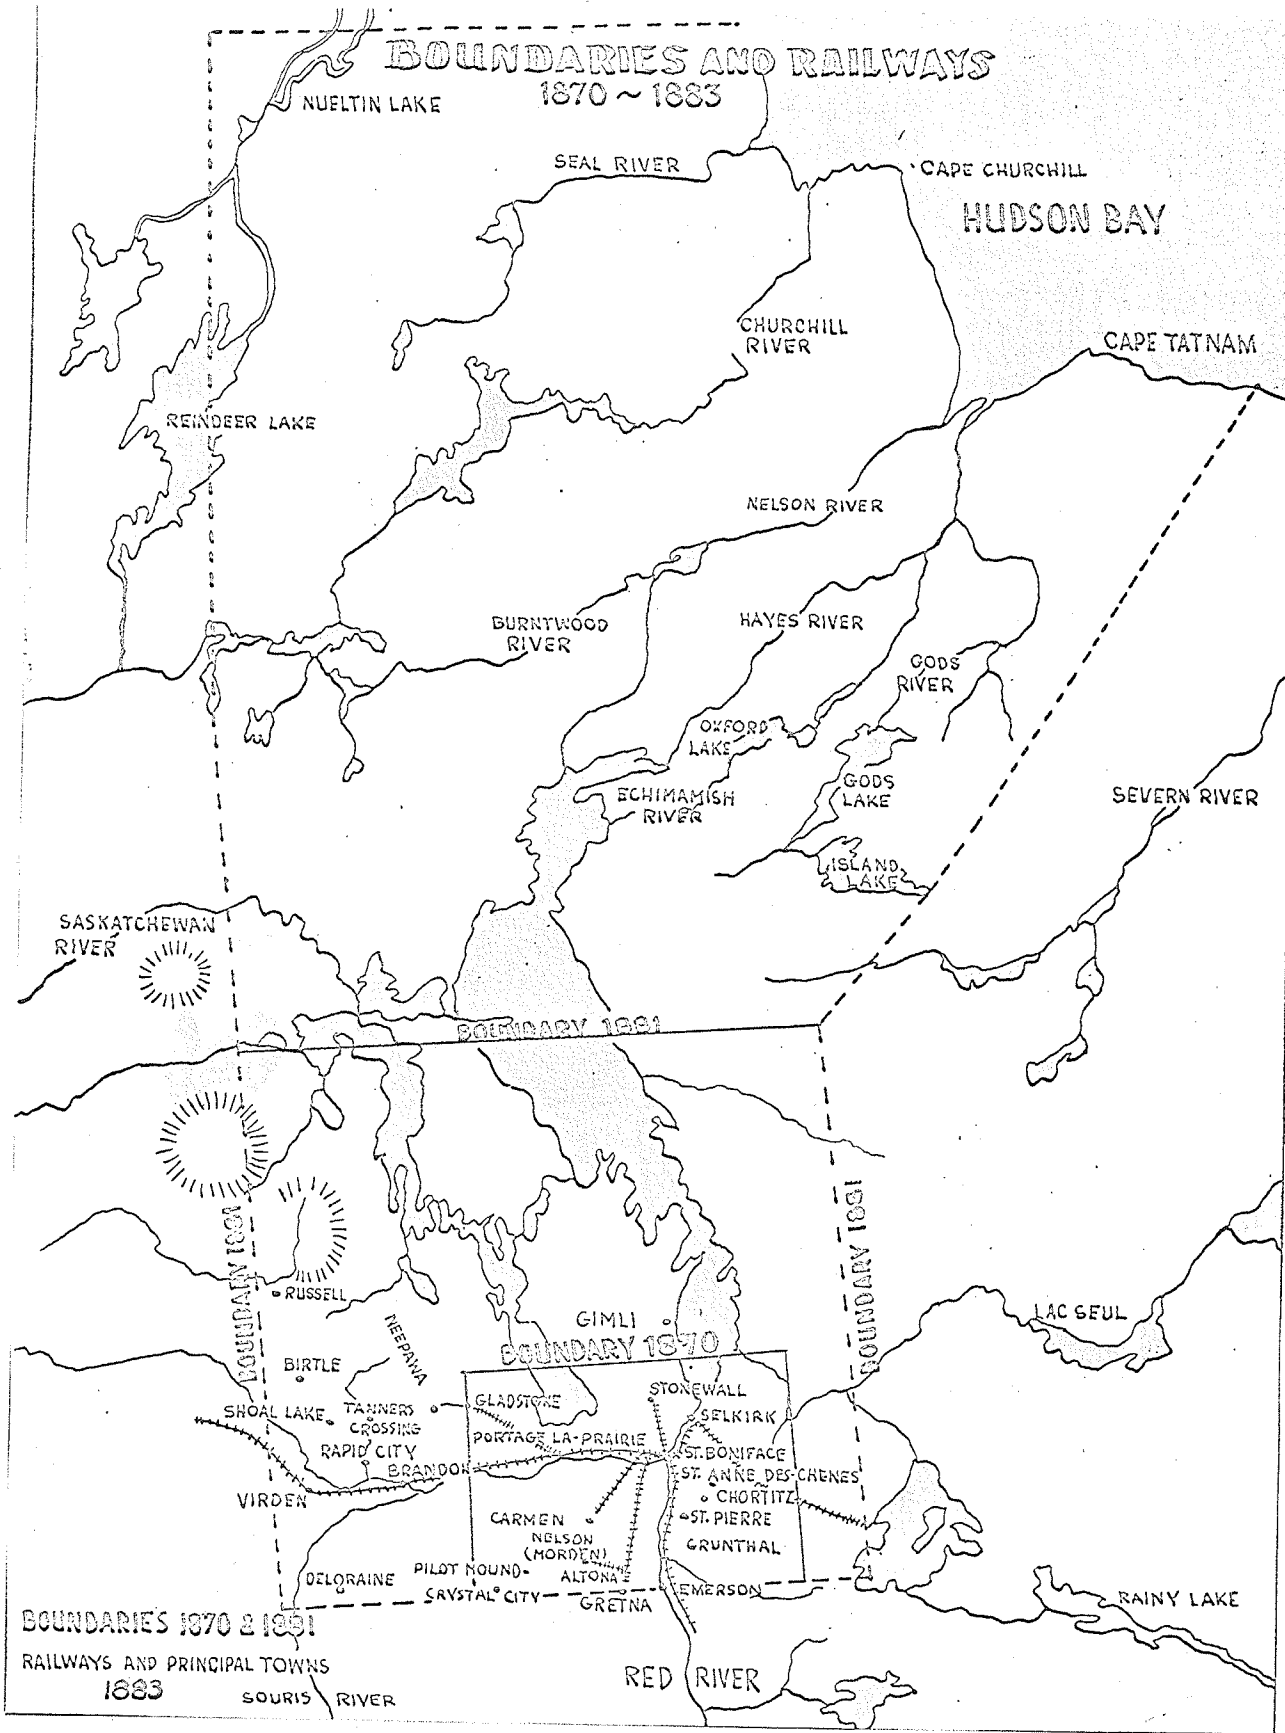 BOUNDARIES AND RAILWAYS
1870 ~ 1883
NUELTIN LAKE
SEAL RIVER
CAPE CHURCHILL
HUDSON BAY
CHURCHILL
RIVER
CAPE TATNAM
REINDEER LAKE
NELSON RIVER
BURNTWOOD
RIVER
HAYES RIVER
GODS
RIVER
OXFORD
LAKE
GODS
LAKE
ECHIMAMISH
RIVER
SEVERN RIVER
ISLAND
LAKE
SASKATCHEWAN
RIVER
BOUNDARY 1881
BOUNDARY 1881
BOUNDARY 1881
RUSSELL
LAC SEUL
GIMLI
BOUNDARY 1870
NEEPAWA
BIRTLE
STONEWALL
GLADSTONE
SHOAL LAKE
TANNERS
CROSSING
SELKIRK
PORTAGE LA-PRAIRIE
RAPID CITY
ST. BONIFACE
BRANDON
ST. ANNE DES-CHENES
CHORTITZ
VIRDEN
CARMEN
ST. PIERRE
NELSON
(MORDEN)
GRUNTHAL
PILOT MOUND
ALTONA
DELORAINE
CRYSTAL CITY
GRETNA
EMERSON
RAINY LAKE
BOUNDARIES 1870 & 1881
RAILWAYS AND PRINCIPAL TOWNS
1883
SOURIS RIVER
RED RIVER